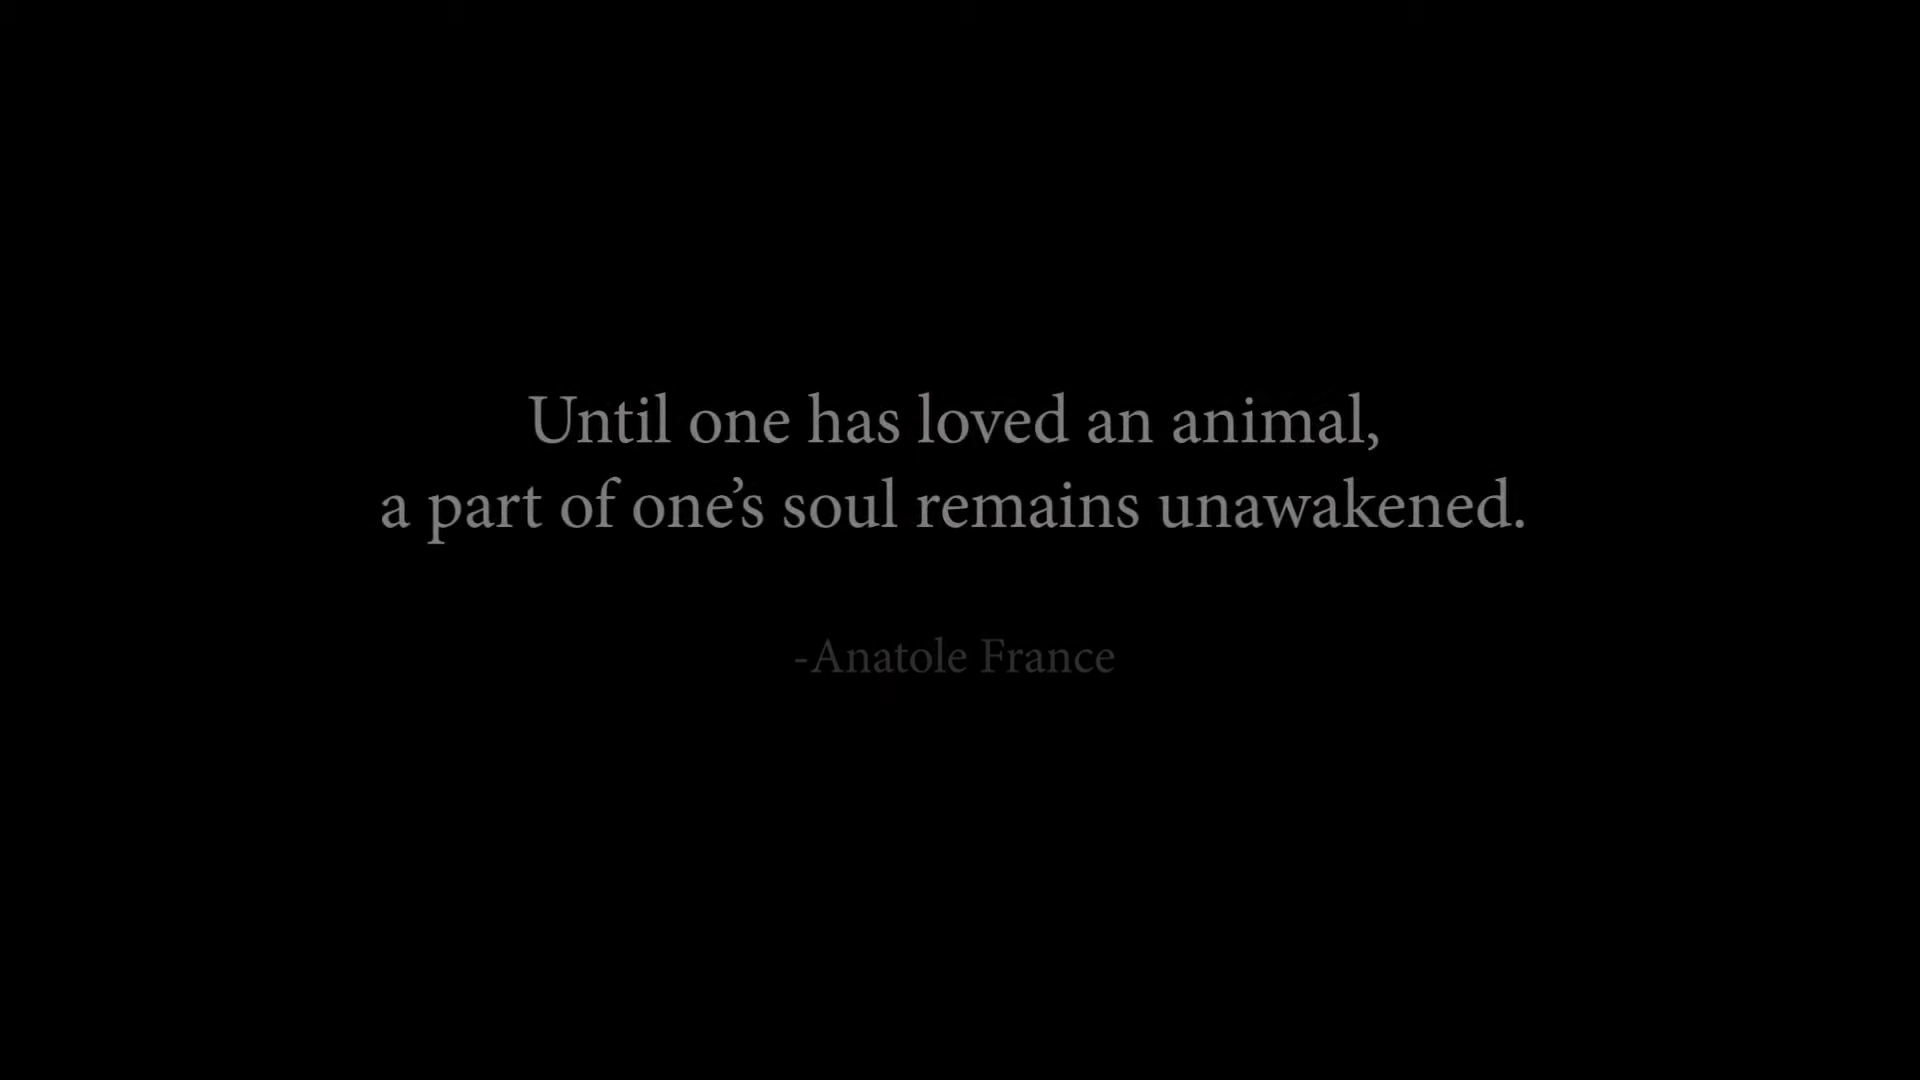 Until one has loved an animal,
a part of one’s soul remains unawakened.
-Anatole France